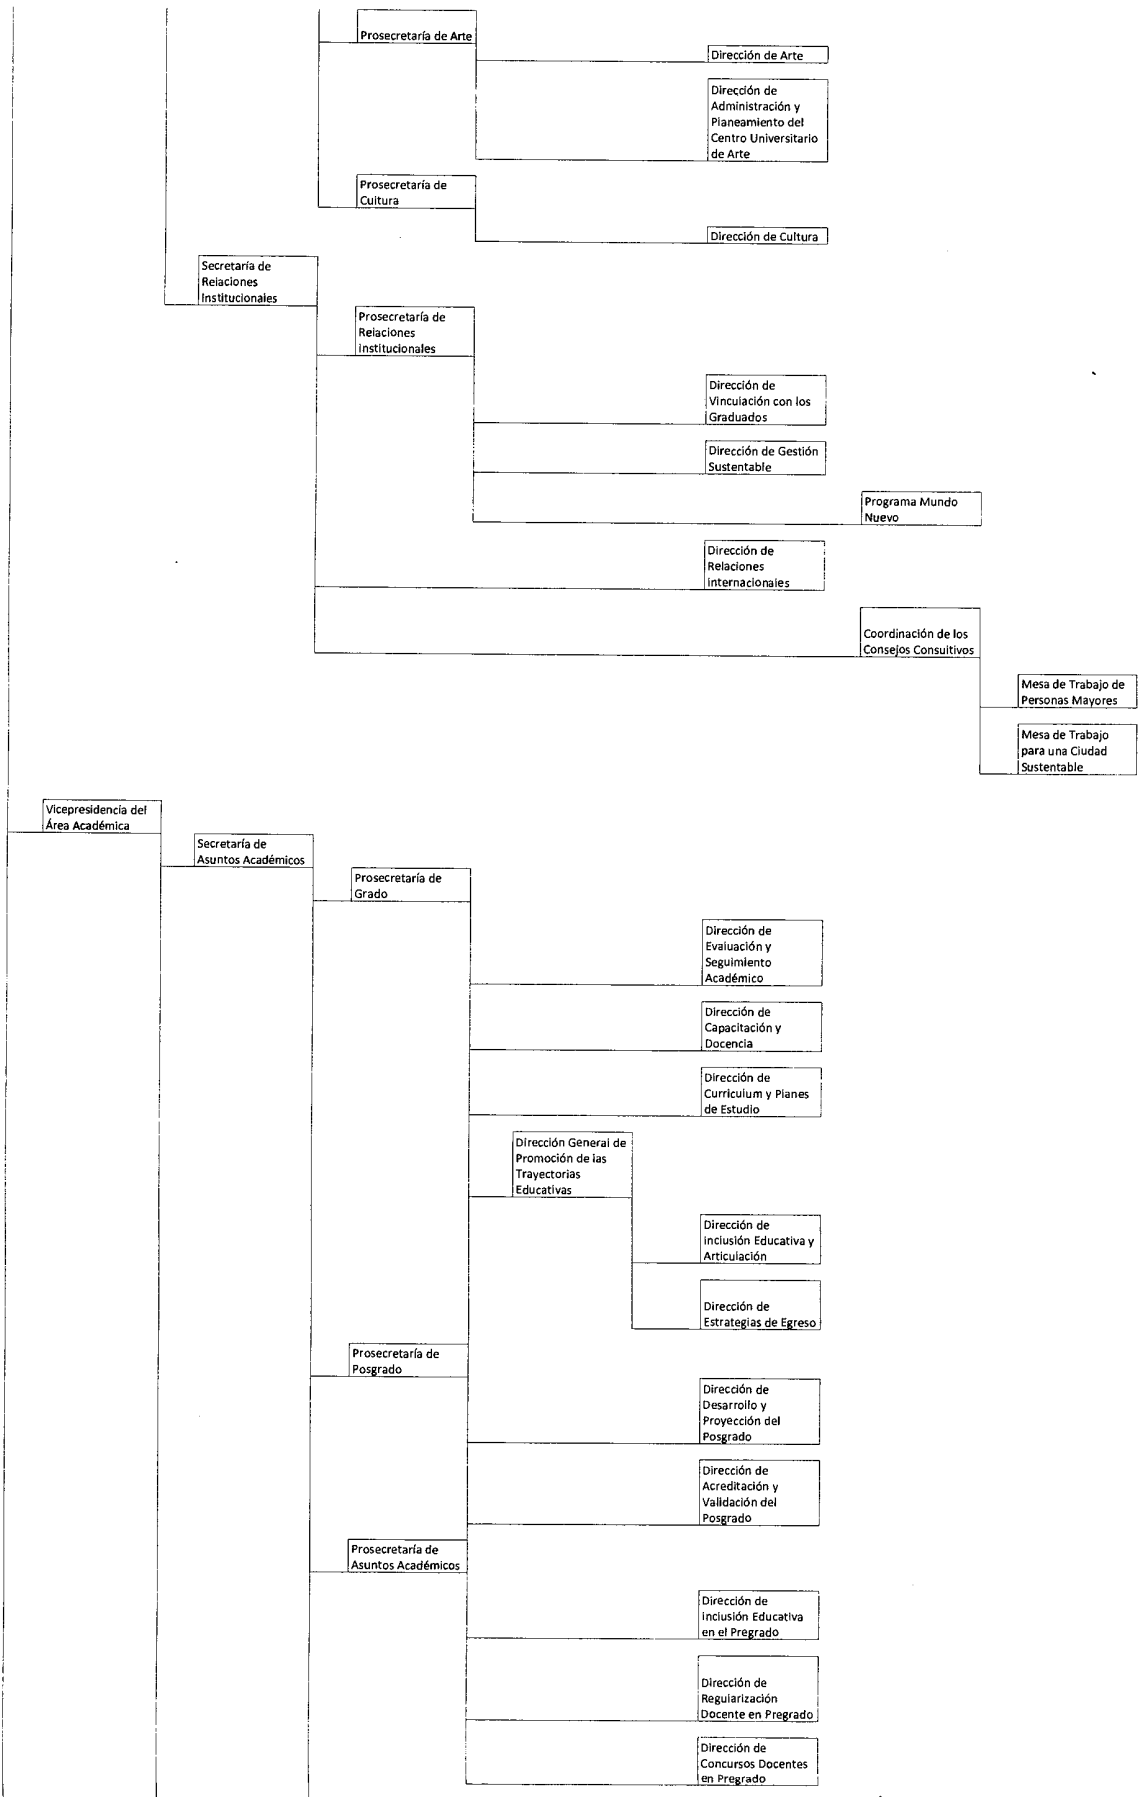 Prosecretaría de Arte
Dirección de Arte
Dirección de
Administración y
Planeamiento del
Centro Universitario
de Arte
Prosecretaría de
Cultura
Dirección de Cultura
Secretaría de
Relaciones
Institucionales
Prosecretaría de
Relaciones
Institucionales
Dirección de
Vinculación con los
Graduados
Dirección de Gestión
Sustentable
Programa Mundo
Nuevo
Dirección de
Relaciones
Internacionales
Coordinación de los
Consejos Consultivos
Mesa de Trabajo de
Personas Mayores
Mesa de Trabajo
para una Ciudad
Sustentable
Vicepresidencia del
Área Académica
Secretaría de
Asuntos Académicos
Prosecretaría de
Grado
Dirección de
Evaluación y
Seguimiento
Académico
Dirección de
Capacitación y
Docencia
Dirección de
Curriculum y Planes
de Estudio
Dirección General de
Promoción de las
Trayectorias
Educativas
Dirección de
Inclusión Educativa y
Articulación
Dirección de
Estrategias de Egreso
Prosecretaría de
Posgrado
Dirección de
Desarrollo y
Proyección del
Posgrado
Dirección de
Acreditación y
Validación del
Posgrado
Prosecretaría de
Asuntos Académicos
Dirección de
Inclusión Educativa
en el Pregrado
Dirección de
Regularización
Docente en Pregrado
Dirección de
Concursos Docentes
en Pregrado